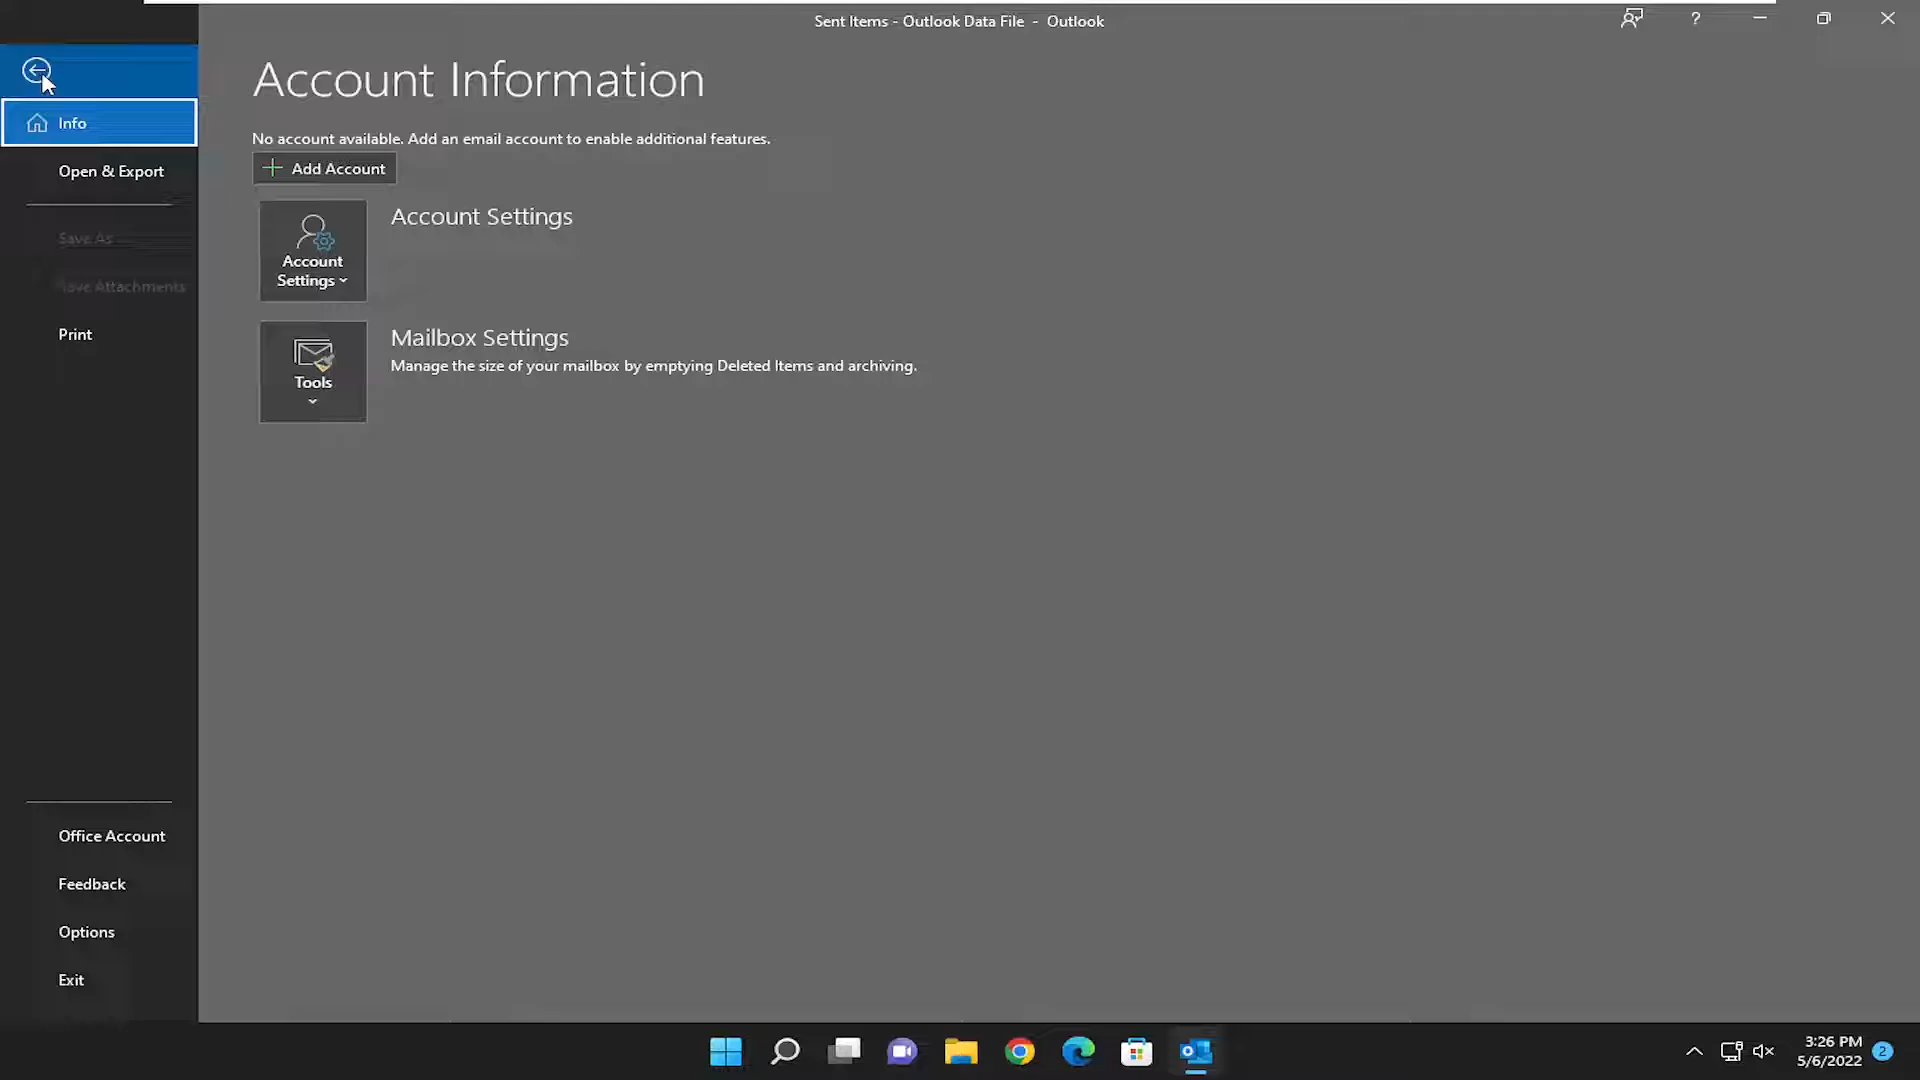 Sent Items - Outlook Data File - Outlook
?
Info
Open & Export
Save As
Save Attachments
Print
Office Account
Feedback
Options
Exit
Account Information
No account available. Add an email account to enable additional features.
Add Account
Account
Settings
Account Settings
Tools
Mailbox Settings
Manage the size of your mailbox by emptying Deleted Items and archiving.
3:26 PM
5/6/2022
2